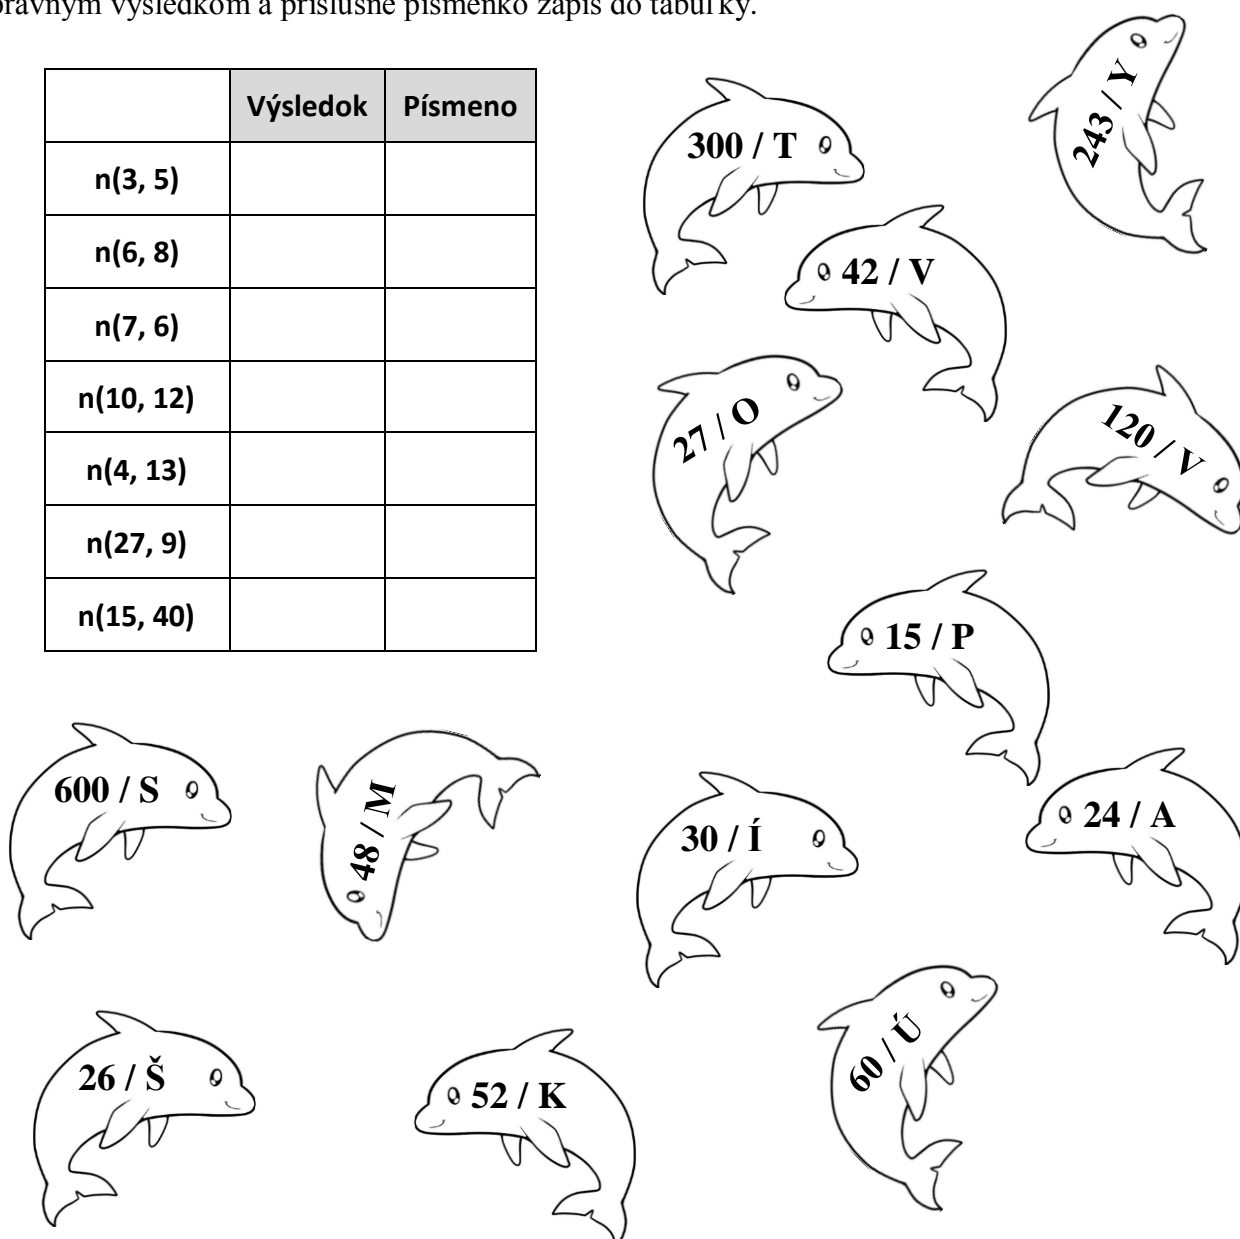 právnym výsledkom a príslušné písmenko zapíš do tabuľky.
Výsledok Písmeno
n(3, 5)
n(6, 8)
n(7, 6)
n(10, 12)
n(4, 13)
n(27, 9)
n(15, 40)
300 / T
243 / Y
42 / V
27 / O
120 / V
15 / P
600 / S
48 / M
30 / Í
24 / A
26 / Š
52 / K
60 / Ú